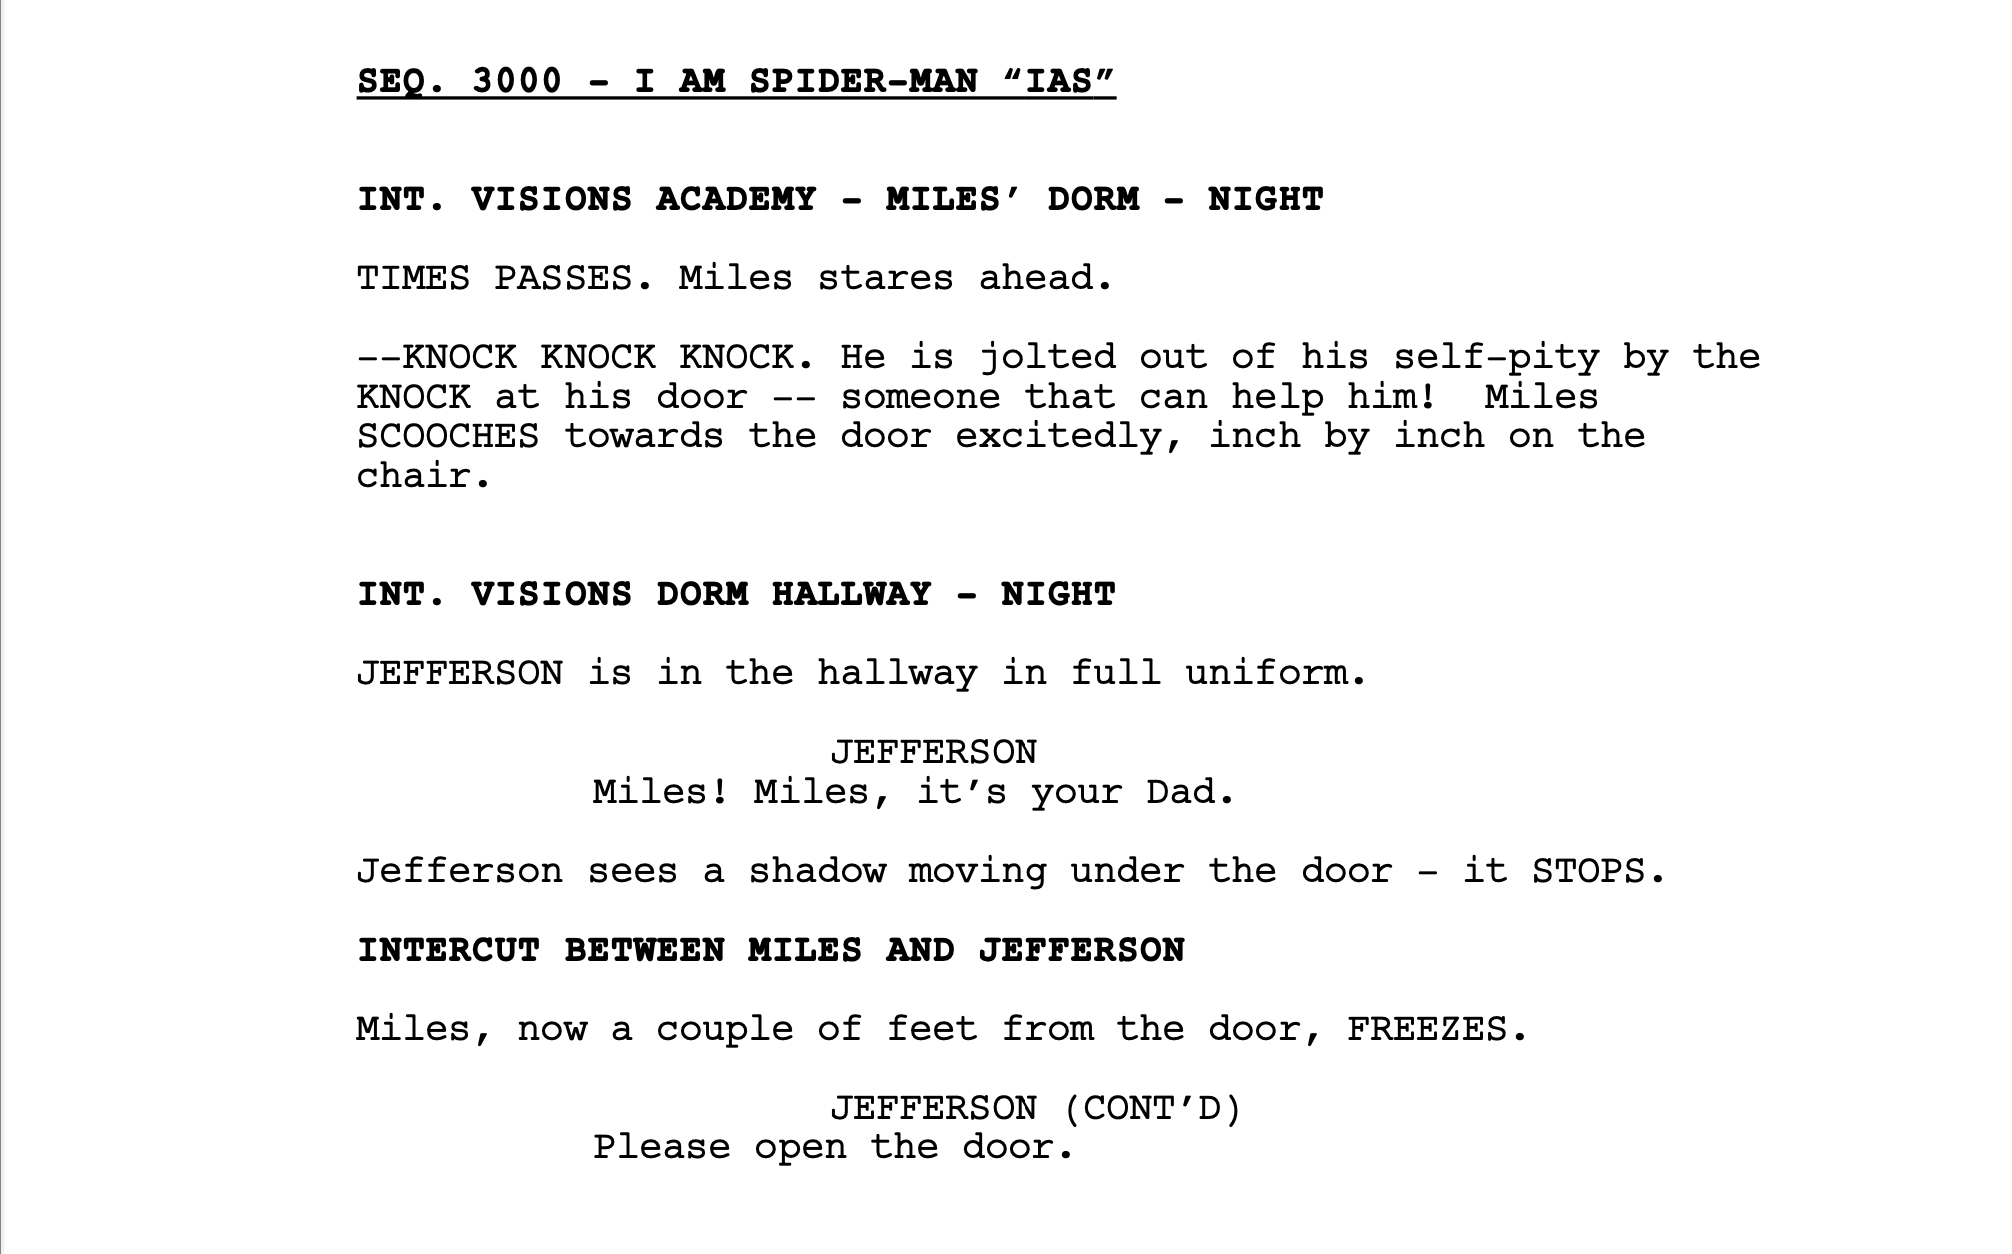 SEQ. 3000 – I AM SPIDER-MAN “IAS”
INT. VISIONS ACADEMY – MILES’ DORM – NIGHT
TIMES PASSES. Miles stares ahead.
--KNOCK KNOCK KNOCK. He is jolted out of his self-pity by the
KNOCK at his door -- someone that can help him!  Miles
SCOOCHES towards the door excitedly, inch by inch on the
chair.
INT. VISIONS DORM HALLWAY – NIGHT
JEFFERSON is in the hallway in full uniform.
JEFFERSON
Miles! Miles, it’s your Dad.
Jefferson sees a shadow moving under the door – it STOPS.
INTERCUT BETWEEN MILES AND JEFFERSON
Miles, now a couple of feet from the door, FREEZES.
JEFFERSON (CONT’D)
Please open the door.